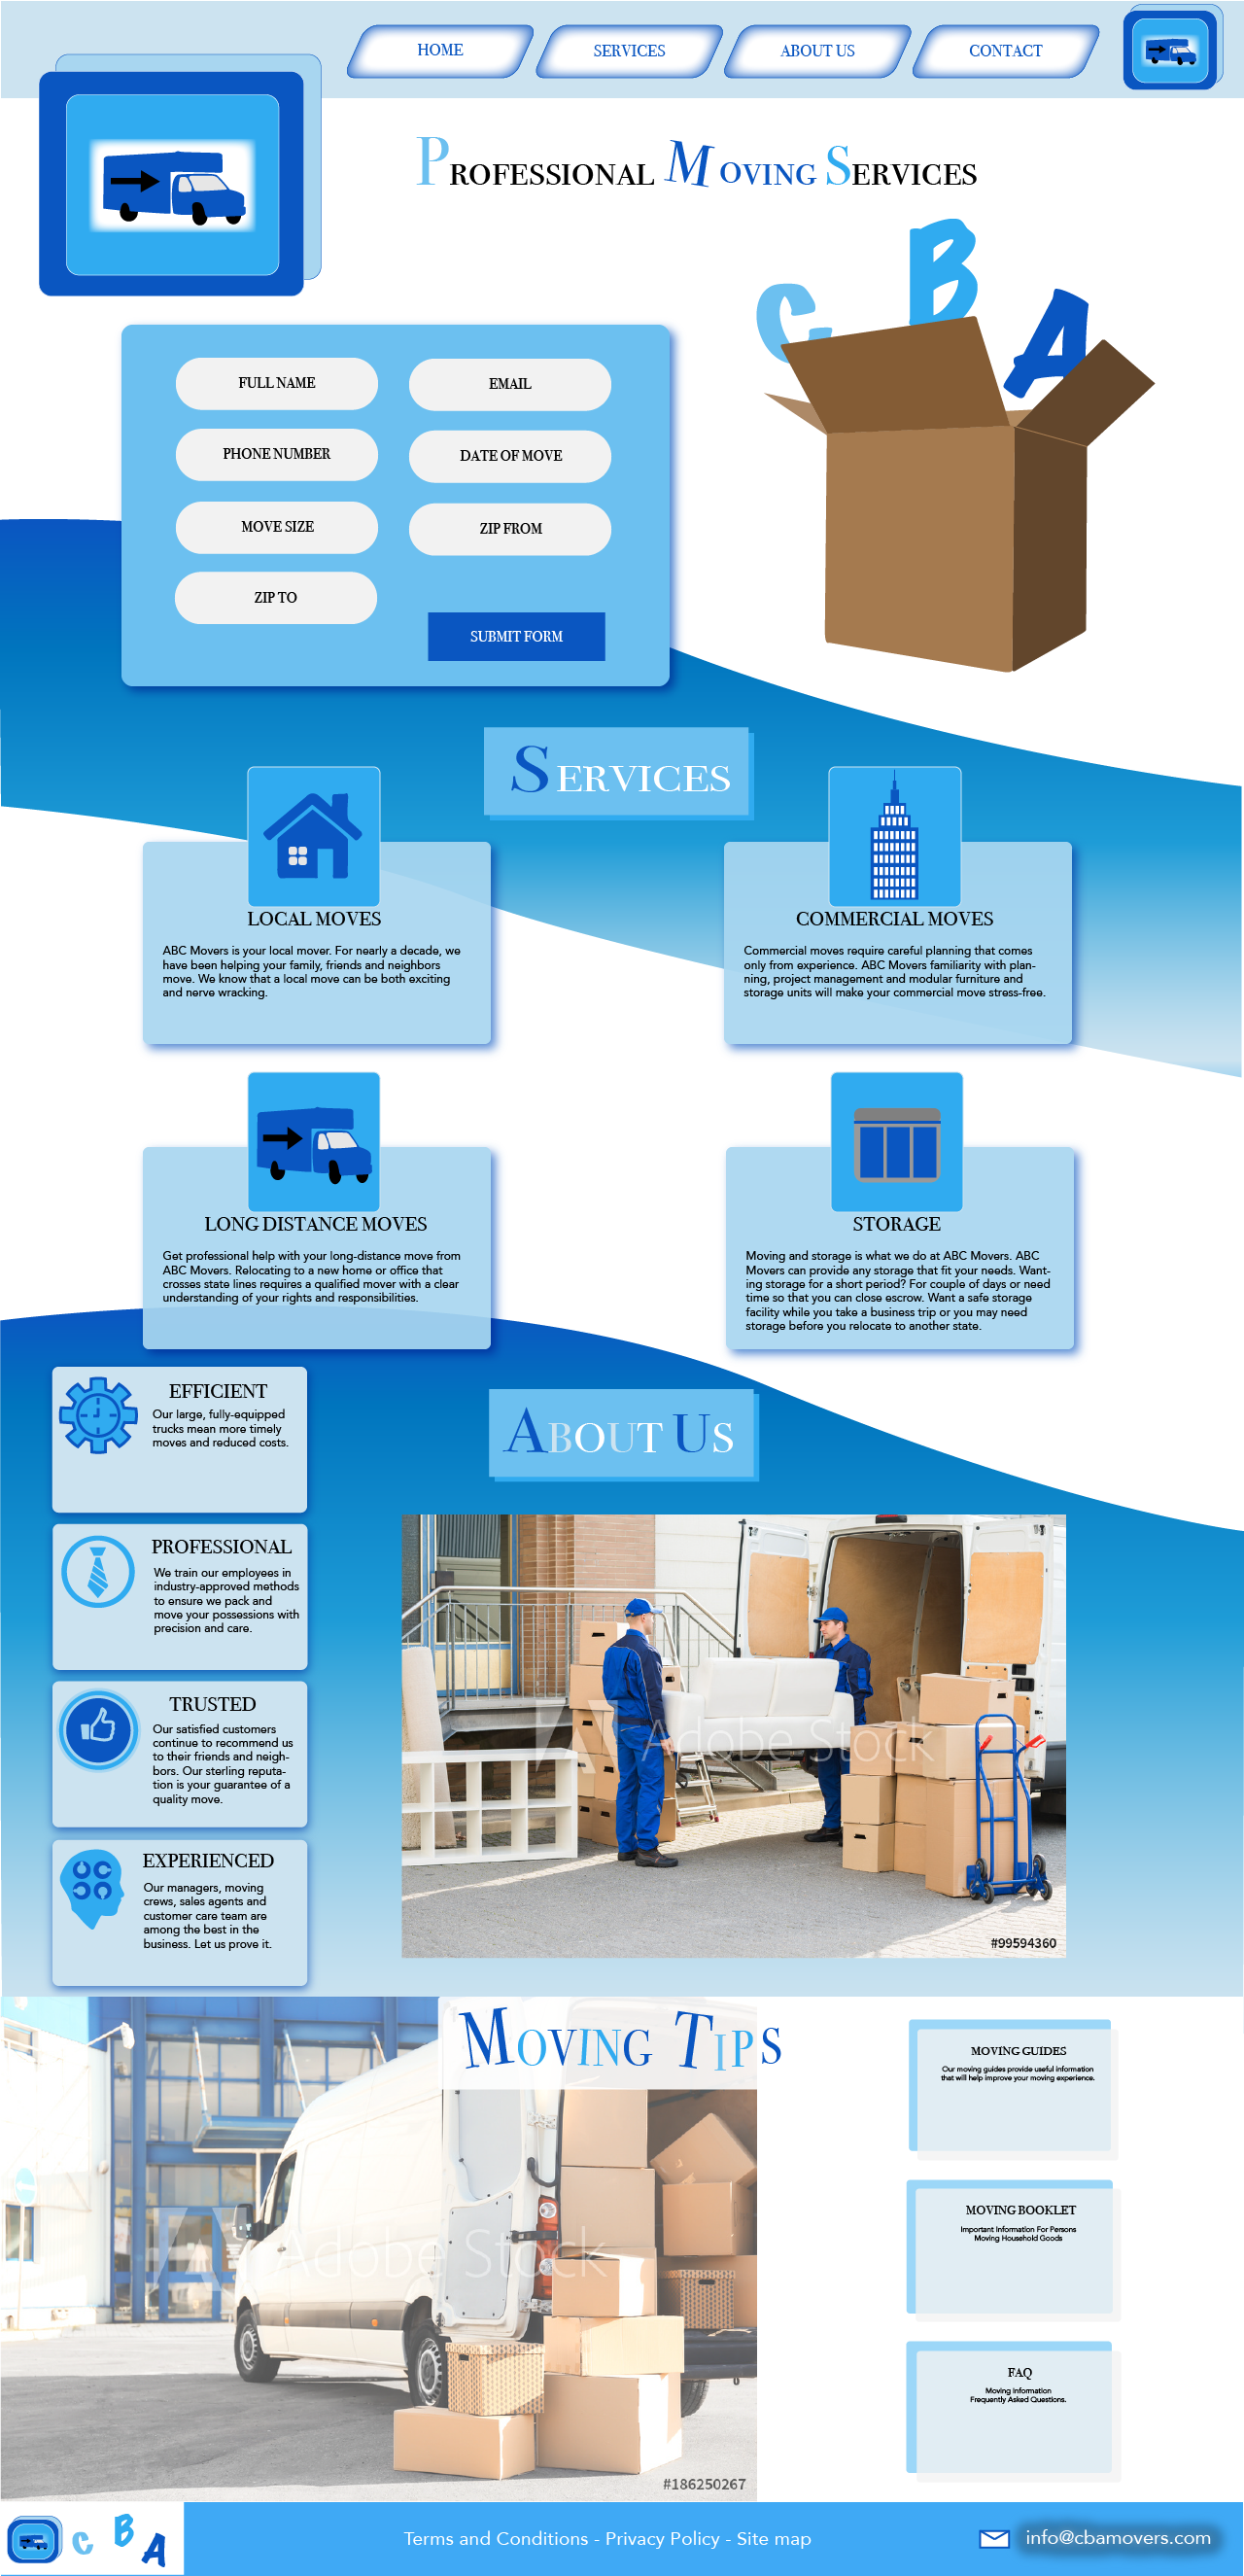 HOME
SERVICES
ABOUT US
CONTACT
PROFESSIONAL MOVING SERVICES
C B A
FULL NAME
EMAIL
PHONE NUMBER
DATE OF MOVE
MOVE SIZE
ZIP FROM
ZIP TO
SUBMIT FORM
SERVICES
LOCAL MOVES
ABC Movers is your local mover. For nearly a decade, we
have been helping your family, friends and neighbors
move. We know that a local move can be both exciting
and nerve wracking.
COMMERCIAL MOVES
Commercial moves require careful planning that comes
only from experience. ABC Movers familiarity with plan-
ning, project management and modular furniture and
storage units will make your commercial move stress-free.
LONG DISTANCE MOVES
Get professional help with your long-distance move from
ABC Movers. Relocating to a new home or office that
crosses state lines requires a qualified mover with a clear
understanding of your rights and responsibilities.
STORAGE
Moving and storage is what we do at ABC Movers. ABC
Movers can provide any storage that fit your needs. Want-
ing storage for a short period? For couple of days or need
time so that you can close escrow. Want a safe storage
facility while you take a business trip or you may need
storage before you relocate to another state.
EFFICIENT
Our large, fully-equipped
trucks mean more timely
moves and reduced costs.
PROFESSIONAL
We train our employees in
industry-approved methods
to ensure we pack and
move your possessions with
precision and care.
TRUSTED
Our satisfied customers
continue to recommend us
to their friends and neigh-
bors. Our sterling reputa-
tion is your guarantee of a
quality move.
EXPERIENCED
Our managers, moving
crews, sales agents and
customer care team are
among the best in the
business. Let us prove it.
ABOUT US
Adobe Stock
#99594360
MOVING TIPS
Adobe Stock
#186250267
MOVING GUIDES
Our moving guides provide useful information
that will help improve your moving experience.
MOVING BOOKLET
Important Information For Persons
Moving Household Goods
FAQ
Moving Information
Frequently Asked Questions.
C B A
Terms and Conditions - Privacy Policy - Site map
info@cbamovers.com